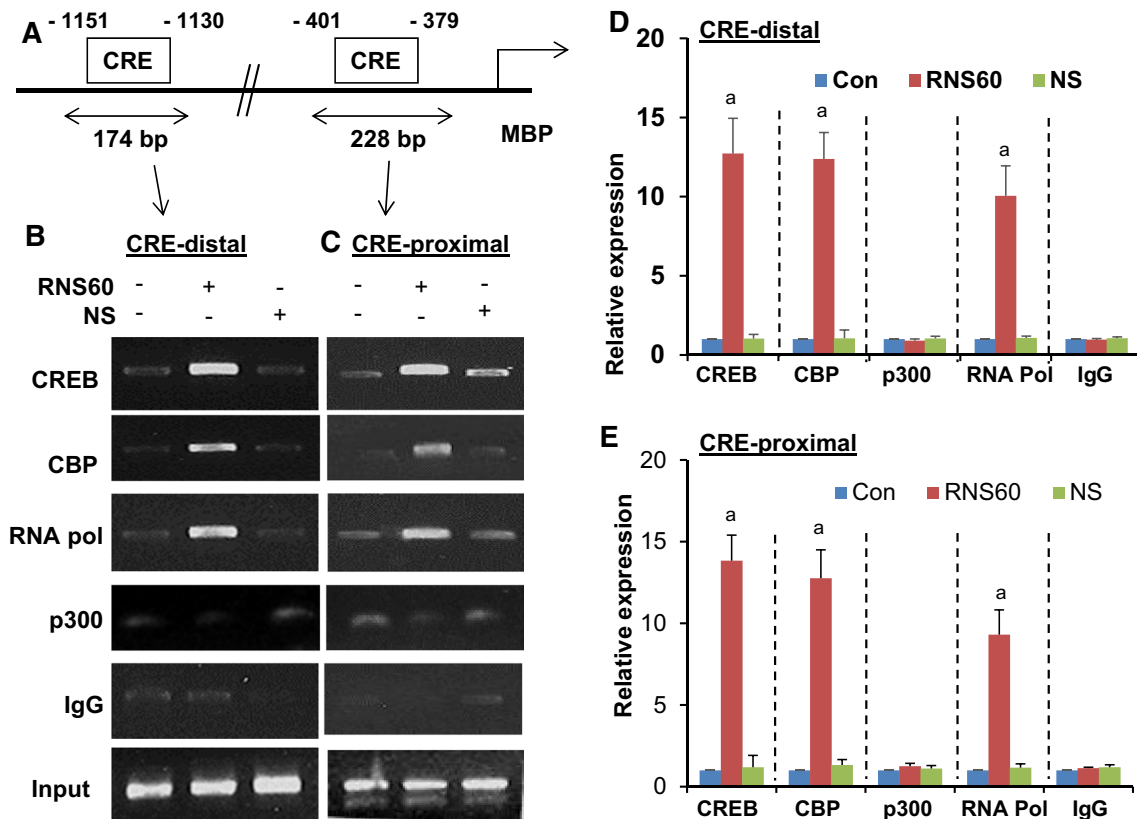 A
- 1151 - 1130 - 401 - 379
CRE CRE
174 bp 228 bp MBP
B C
CRE-distal CRE-proximal
RNS60 - + - - + -
NS - - + - - +
CREB
CBP
RNA pol
p300
IgG
Input
D
CRE-distal
Con RNS60 NS
Relative expression
20
15
10
5
0
a a a
CREB CBP p300 RNA Pol IgG
E
CRE-proximal
Con RNS60 NS
Relative expression
20
15
10
5
0
a a a
CREB CBP p300 RNA Pol IgG